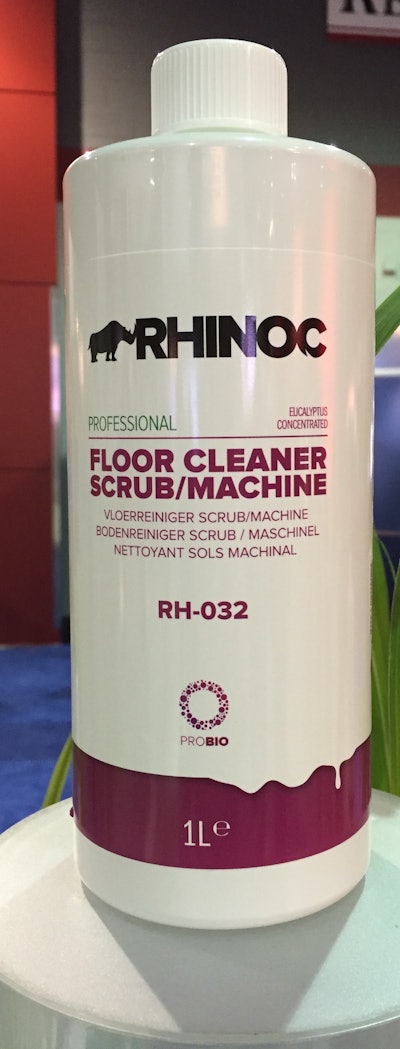 RHINOC
PROFESSIONAL
EUCALYPTUS
CONCENTRATED
FLOOR CLEANER
SCRUB/MACHINE
VLOERREINIGER SCRUB/MACHINE
BODENREINIGER SCRUB / MASCHINEL
NETTOYANT SOLS MACHINAL
RH-032
PROBIO
1L℮